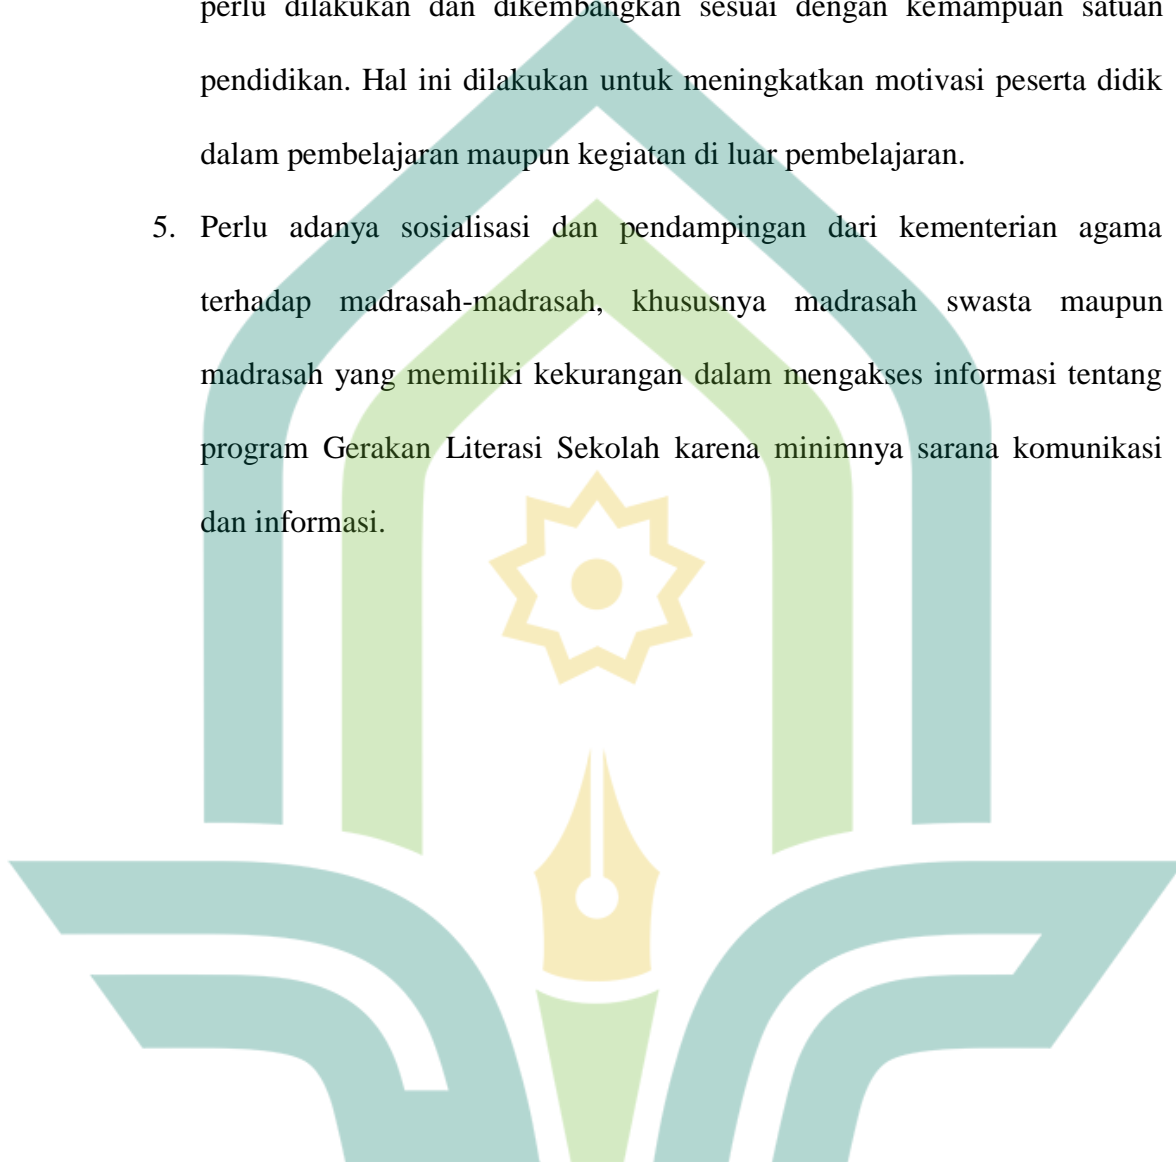 perlu dilakukan dan dikembangkan sesuai dengan kemampuan satuan
pendidikan. Hal ini dilakukan untuk meningkatkan motivasi peserta didik
dalam pembelajaran maupun kegiatan di luar pembelajaran.
5. Perlu adanya sosialisasi dan pendampingan dari kementerian agama
terhadap madrasah-madrasah, khususnya madrasah swasta maupun
madrasah yang memiliki kekurangan dalam mengakses informasi tentang
program Gerakan Literasi Sekolah karena minimnya sarana komunikasi
dan informasi.